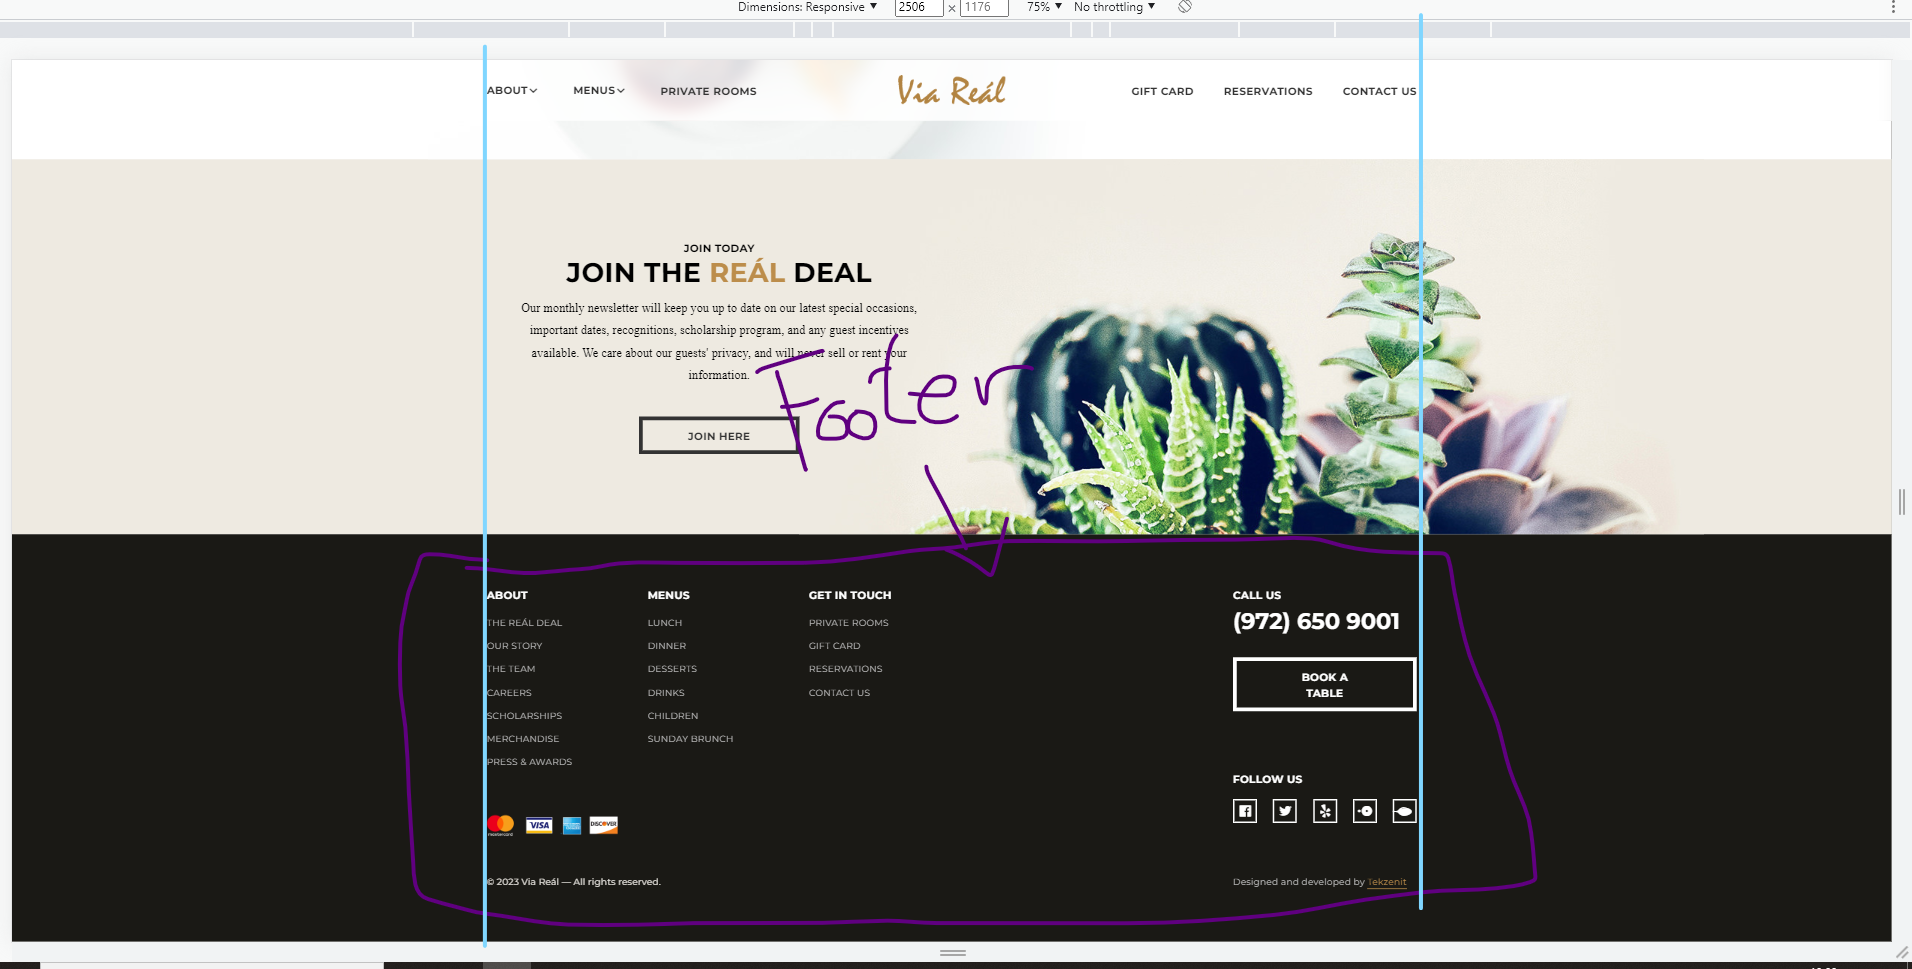 Dimensions: Responsive ▼ 2506 × 1176 75% ▼ No throttling ▼
ABOUT MENUS PRIVATE ROOMS Via Reál GIFT CARD RESERVATIONS CONTACT US
JOIN TODAY
JOIN THE REÁL DEAL
Our monthly newsletter will keep you up to date on our latest special occasions,
important dates, recognitions, scholarship program, and any guest incentives
available. We care about our guests' privacy, and will never sell or rent your
information.
JOIN HERE
Footer
ABOUT
THE REÁL DEAL
OUR STORY
THE TEAM
CAREERS
SCHOLARSHIPS
MERCHANDISE
PRESS & AWARDS
MENUS
LUNCH
DINNER
DESSERTS
DRINKS
CHILDREN
SUNDAY BRUNCH
GET IN TOUCH
PRIVATE ROOMS
GIFT CARD
RESERVATIONS
CONTACT US
CALL US
(972) 650 9001
BOOK A
TABLE
FOLLOW US
mastercard VISA DISCOVER
© 2023 Via Reál — All rights reserved.
Designed and developed by Tekzenit